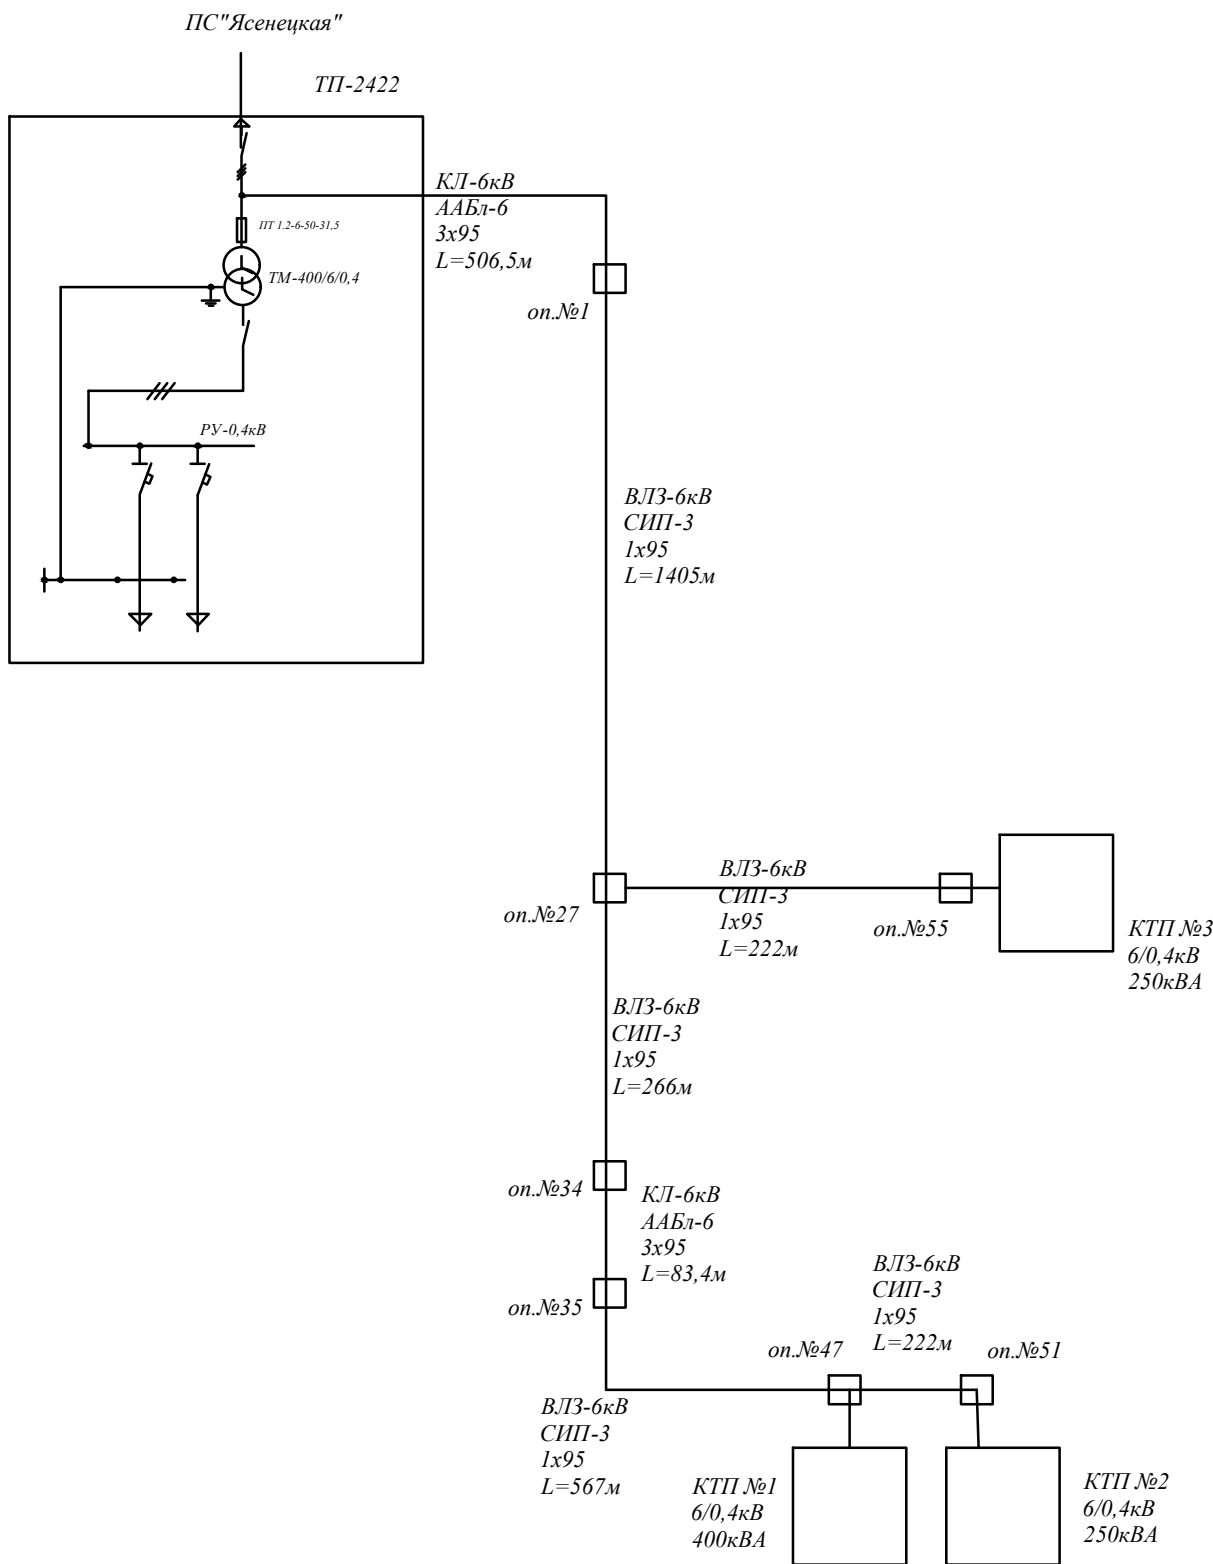 ПС"Ясенецкая"
ТП-2422
КЛ-6кВ
ААБл-6
3х95
L=506,5м
ПТ 1.2-6-50-31,5
ТМ-400/6/0,4
оп.№1
РУ-0,4кВ
ВЛЗ-6кВ
СИП-3
1х95
L=1405м
оп.№27
ВЛЗ-6кВ
СИП-3
1х95
L=222м
оп.№55
КТП №3
6/0,4кВ
250кВА
ВЛЗ-6кВ
СИП-3
1х95
L=266м
оп.№34
КЛ-6кВ
ААБл-6
3х95
L=83,4м
оп.№35
ВЛЗ-6кВ
СИП-3
1х95
L=222м
оп.№47
оп.№51
ВЛЗ-6кВ
СИП-3
1х95
L=567м
КТП №1
6/0,4кВ
400кВА
КТП №2
6/0,4кВ
250кВА